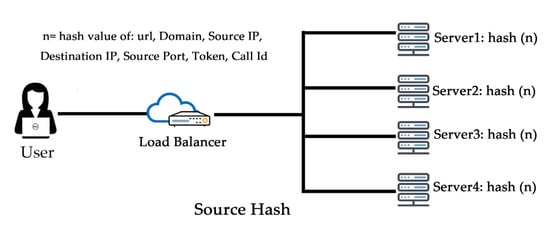 n= hash value of: url, Domain, Source IP,
Destination IP, Source Port, Token, Call Id
Server1: hash (n)
Server2: hash (n)
Server3: hash (n)
Server4: hash (n)
User
Load Balancer
Source Hash